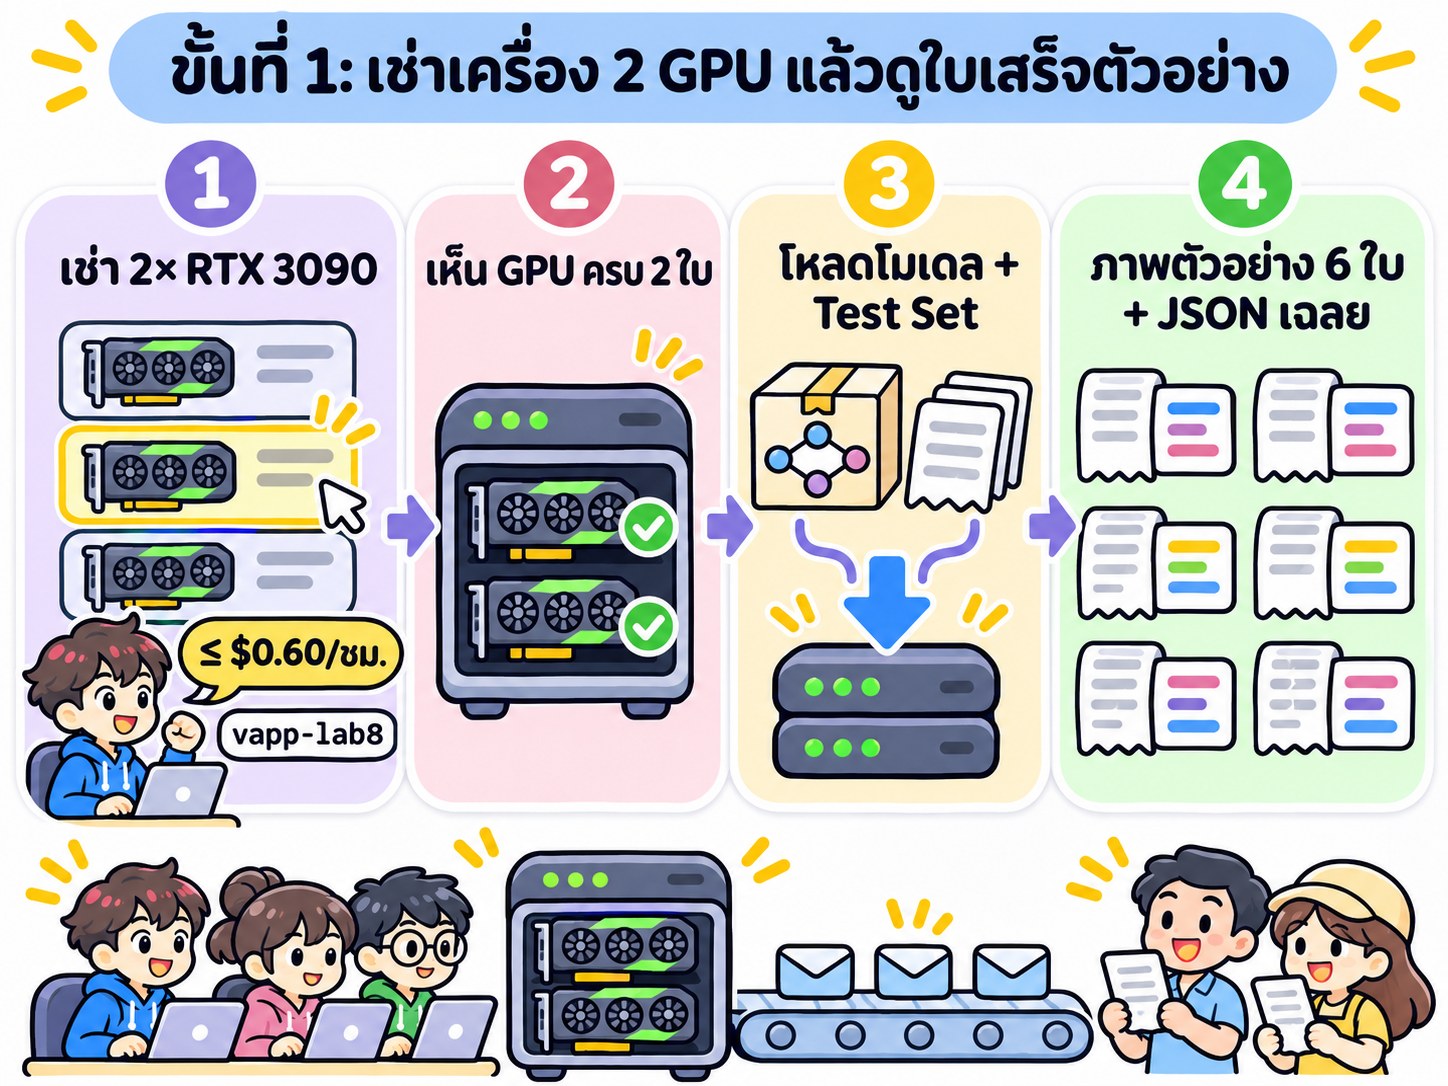 ขั้นที่ 1: เช่าเครื่อง 2 GPU แล้วดูใบเสร็จตัวอย่าง
1
เช่า 2× RTX 3090
≤ $0.60/ชม.
vapp-lab8
2
เห็น GPU ครบ 2 ใบ
3
โหลดโมเดล +
Test Set
4
ภาพตัวอย่าง 6 ใบ
+ JSON เฉลย